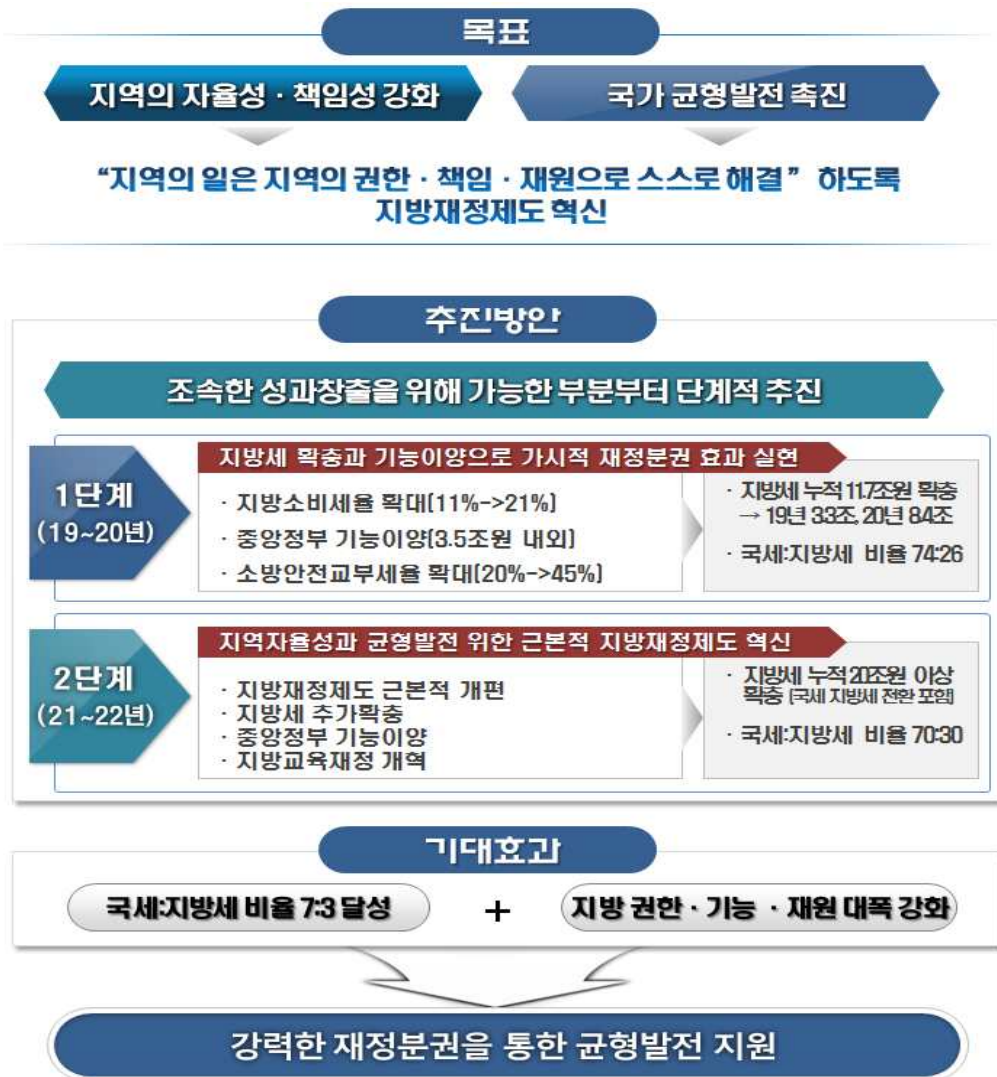 목표
지역의 자율성 · 책임성 강화
국가 균형발전 촉진
“지역의 일은 지역의 권한 · 책임 · 재원으로 스스로 해결” 하도록
지방재정제도 혁신
추진방안
조속한 성과창출을 위해 가능한 부분부터 단계적 추진
1단계
(19~20년)
지방세 확충과 기능이양으로 가시적 재정분권 효과 실현
· 지방소비세율 확대(11%->21%)
· 중앙정부 기능이양(3.5조원 내외)
· 소방안전교부세율 확대(20%->45%)
· 지방세 누적 11.7조원 확충
→ 19년 3.3조, 20년 8.4조
· 국세:지방세 비율 74:26
2단계
(21~22년)
지역자율성과 균형발전 위한 근본적 지방재정제도 혁신
· 지방재정제도 근본적 개편
· 지방세 추가확충
· 중앙정부 기능이양
· 지방교육재정 개혁
· 지방세 누적 20조원 이상
확충 [국세 지방세 전환 포함]
· 국세:지방세 비율 70:30
기대효과
국세:지방세 비율 7:3 달성
+
지방 권한 · 기능 · 재원 대폭 강화
강력한 재정분권을 통한 균형발전 지원